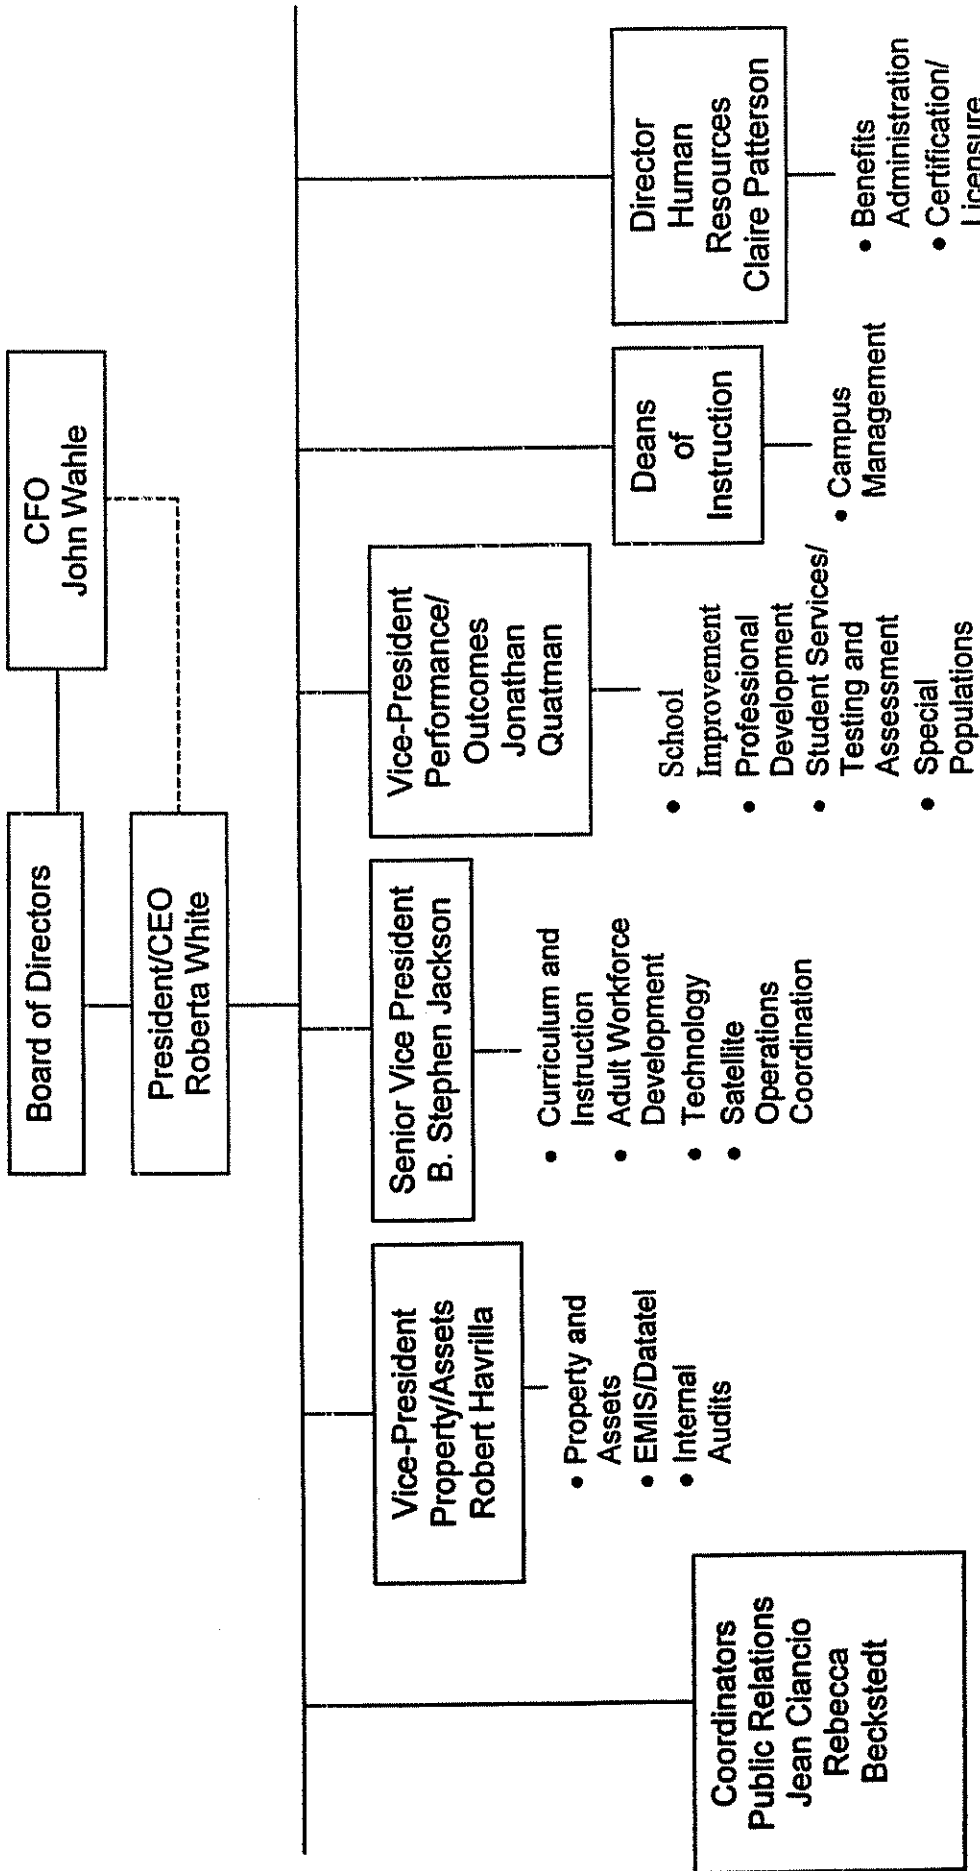 Board of Directors
CFO
John Wahle
President/CEO
Roberta White
Coordinators
Public Relations
Jean Ciancio
Rebecca
Beckstedt
Vice-President
Property/Assets
Robert Havrilla
• Property and
Assets
• EMIS/Datatel
• Internal
Audits
Senior Vice President
B. Stephen Jackson
• Curriculum and
Instruction
• Adult Workforce
Development
• Technology
• Satellite
Operations
Coordination
Vice-President
Performance/
Outcomes
Jonathan
Quatman
• School
Improvement
• Professional
Development
• Student Services/
Testing and
Assessment
• Special
Populations
Deans
of
Instruction
• Campus
Management
Director
Human
Resources
Claire Patterson
• Benefits
Administration
• Certification/
Licensure